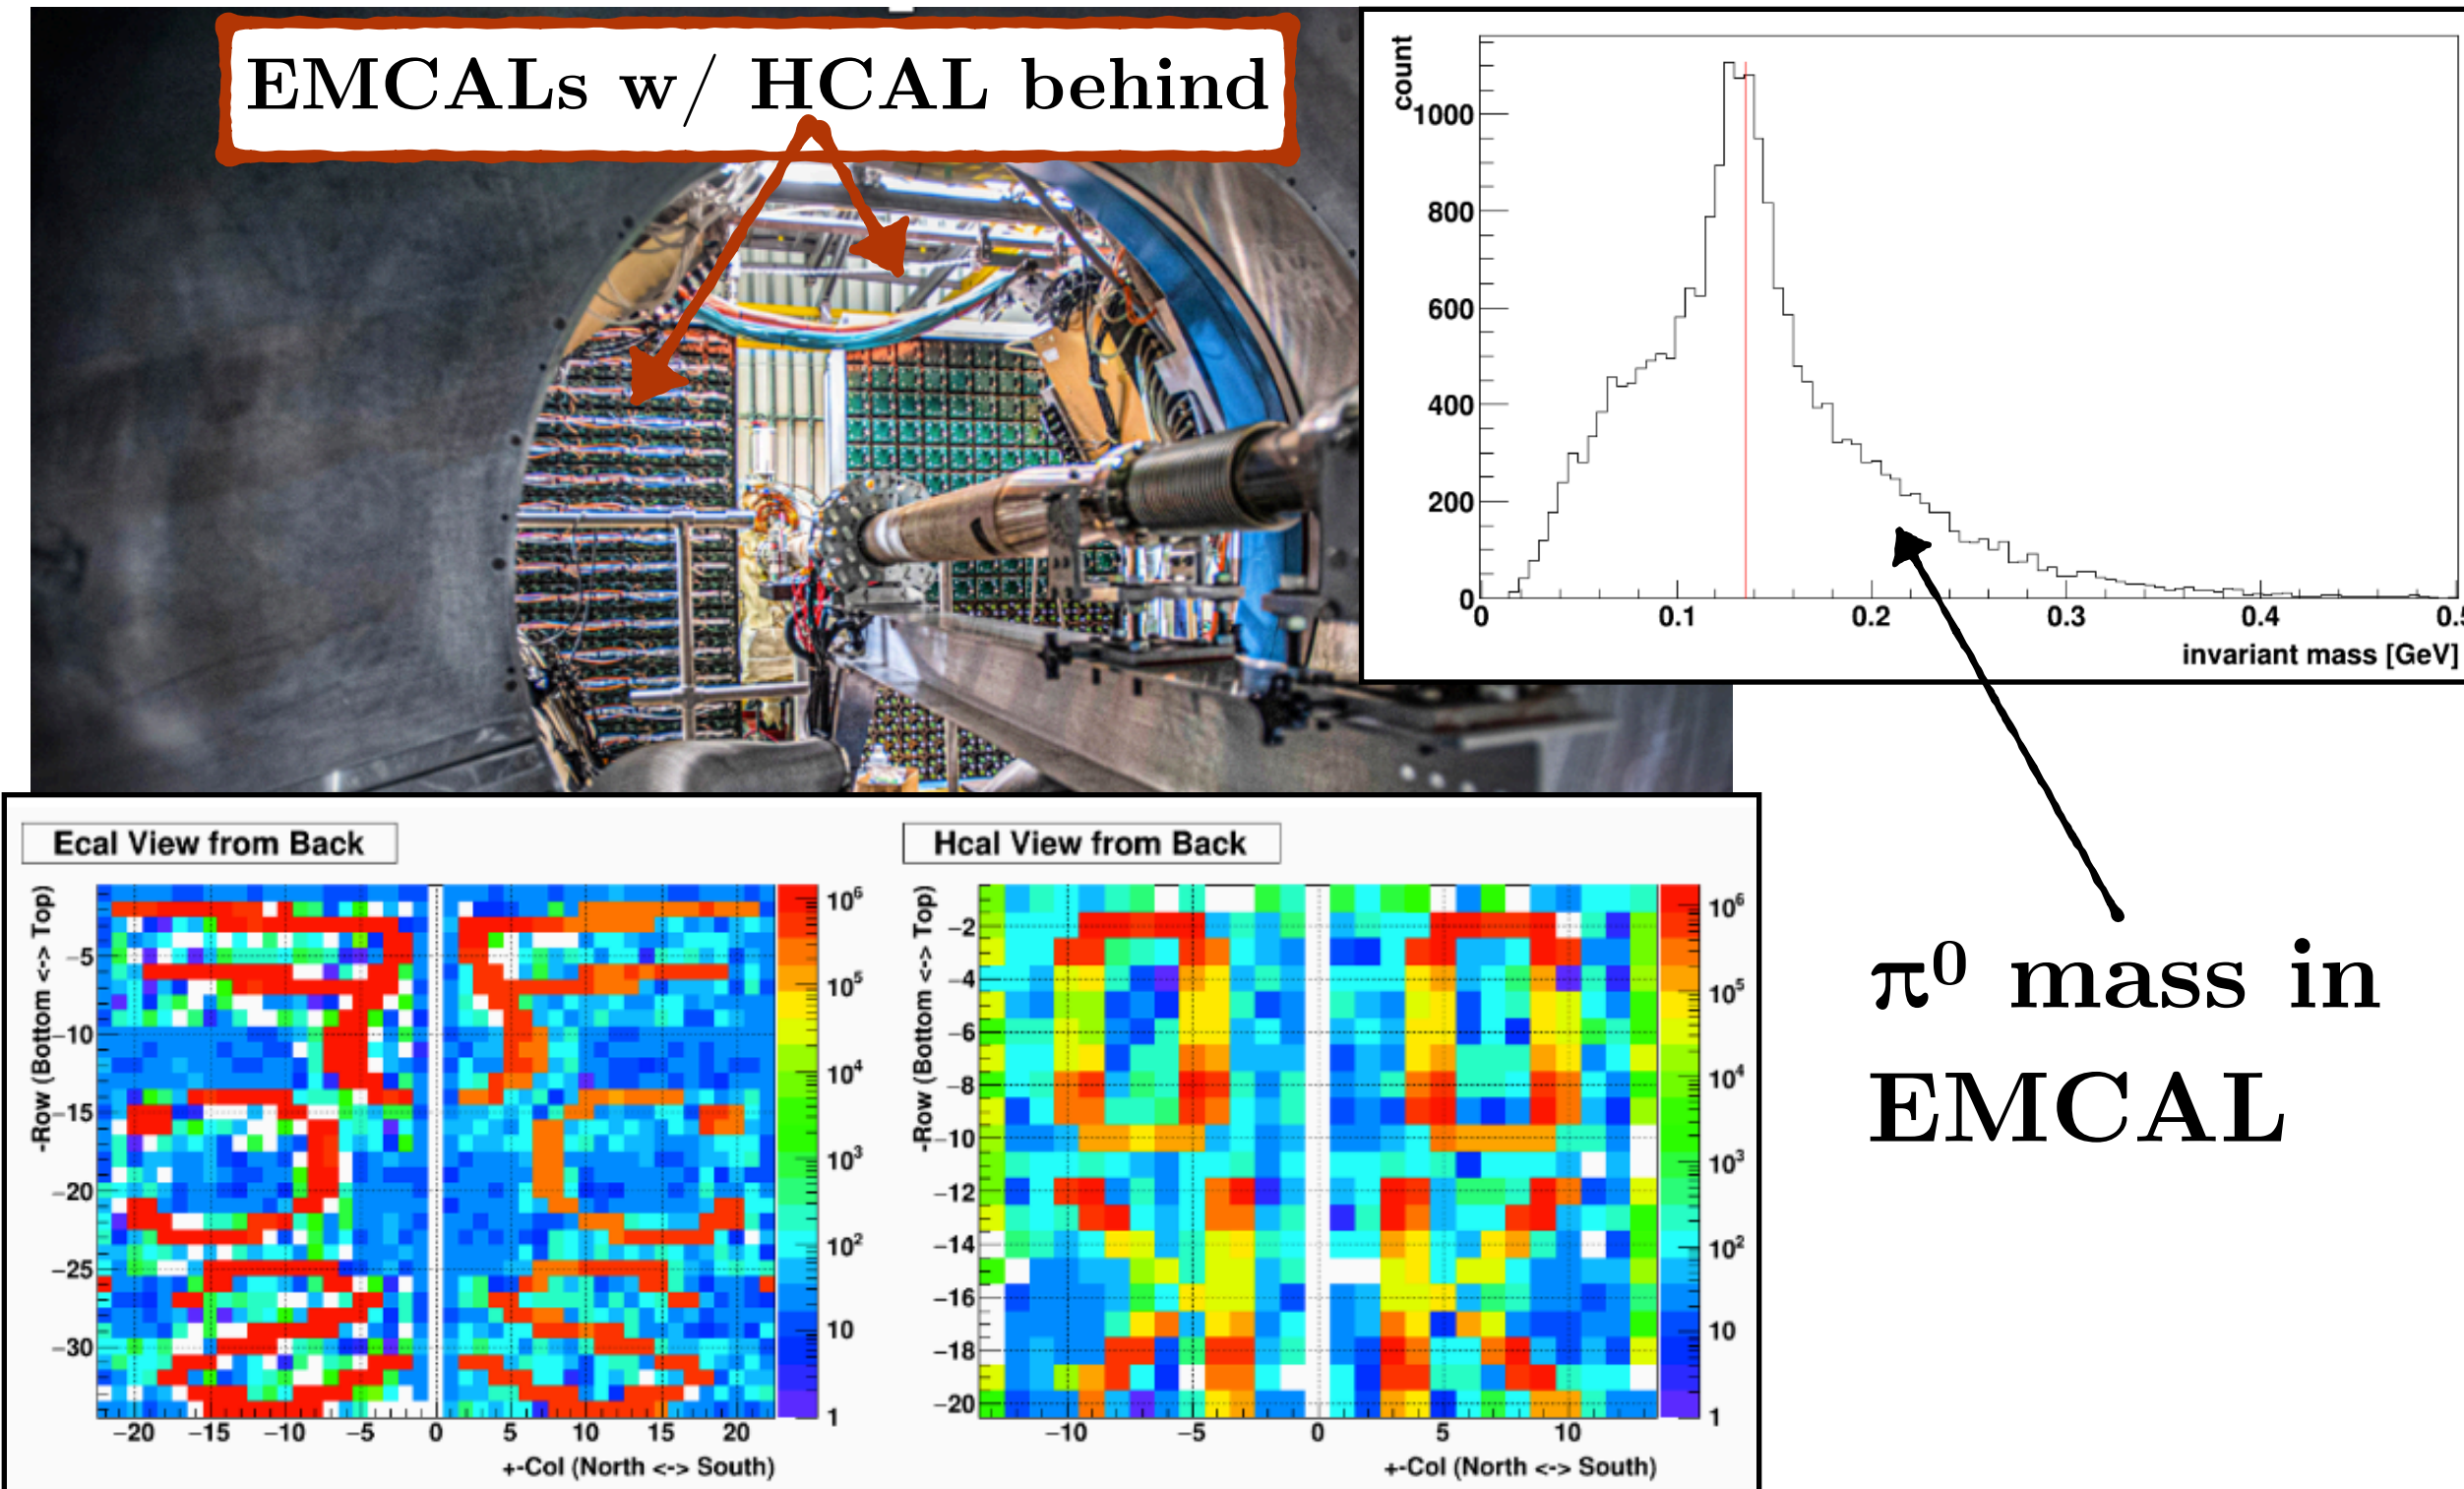 EMCALs w/ HCAL behind
count
1000
800
600
400
200
0
0 0.1 0.2 0.3 0.4 0.5
invariant mass [GeV]
π⁰ mass in
EMCAL
Ecal View from Back
-Row (Bottom <-> Top)
−5
−10
−15
−20
−25
−30
−20 −15 −10 −5 0 5 10 15 20
+-Col (North <-> South)
10⁶
10⁵
10⁴
10³
10²
10
1
Hcal View from Back
-Row (Bottom <-> Top)
−2
−4
−6
−8
−10
−12
−14
−16
−18
−20
−10 −5 0 5 10
+-Col (North <-> South)
10⁶
10⁵
10⁴
10³
10²
10
1